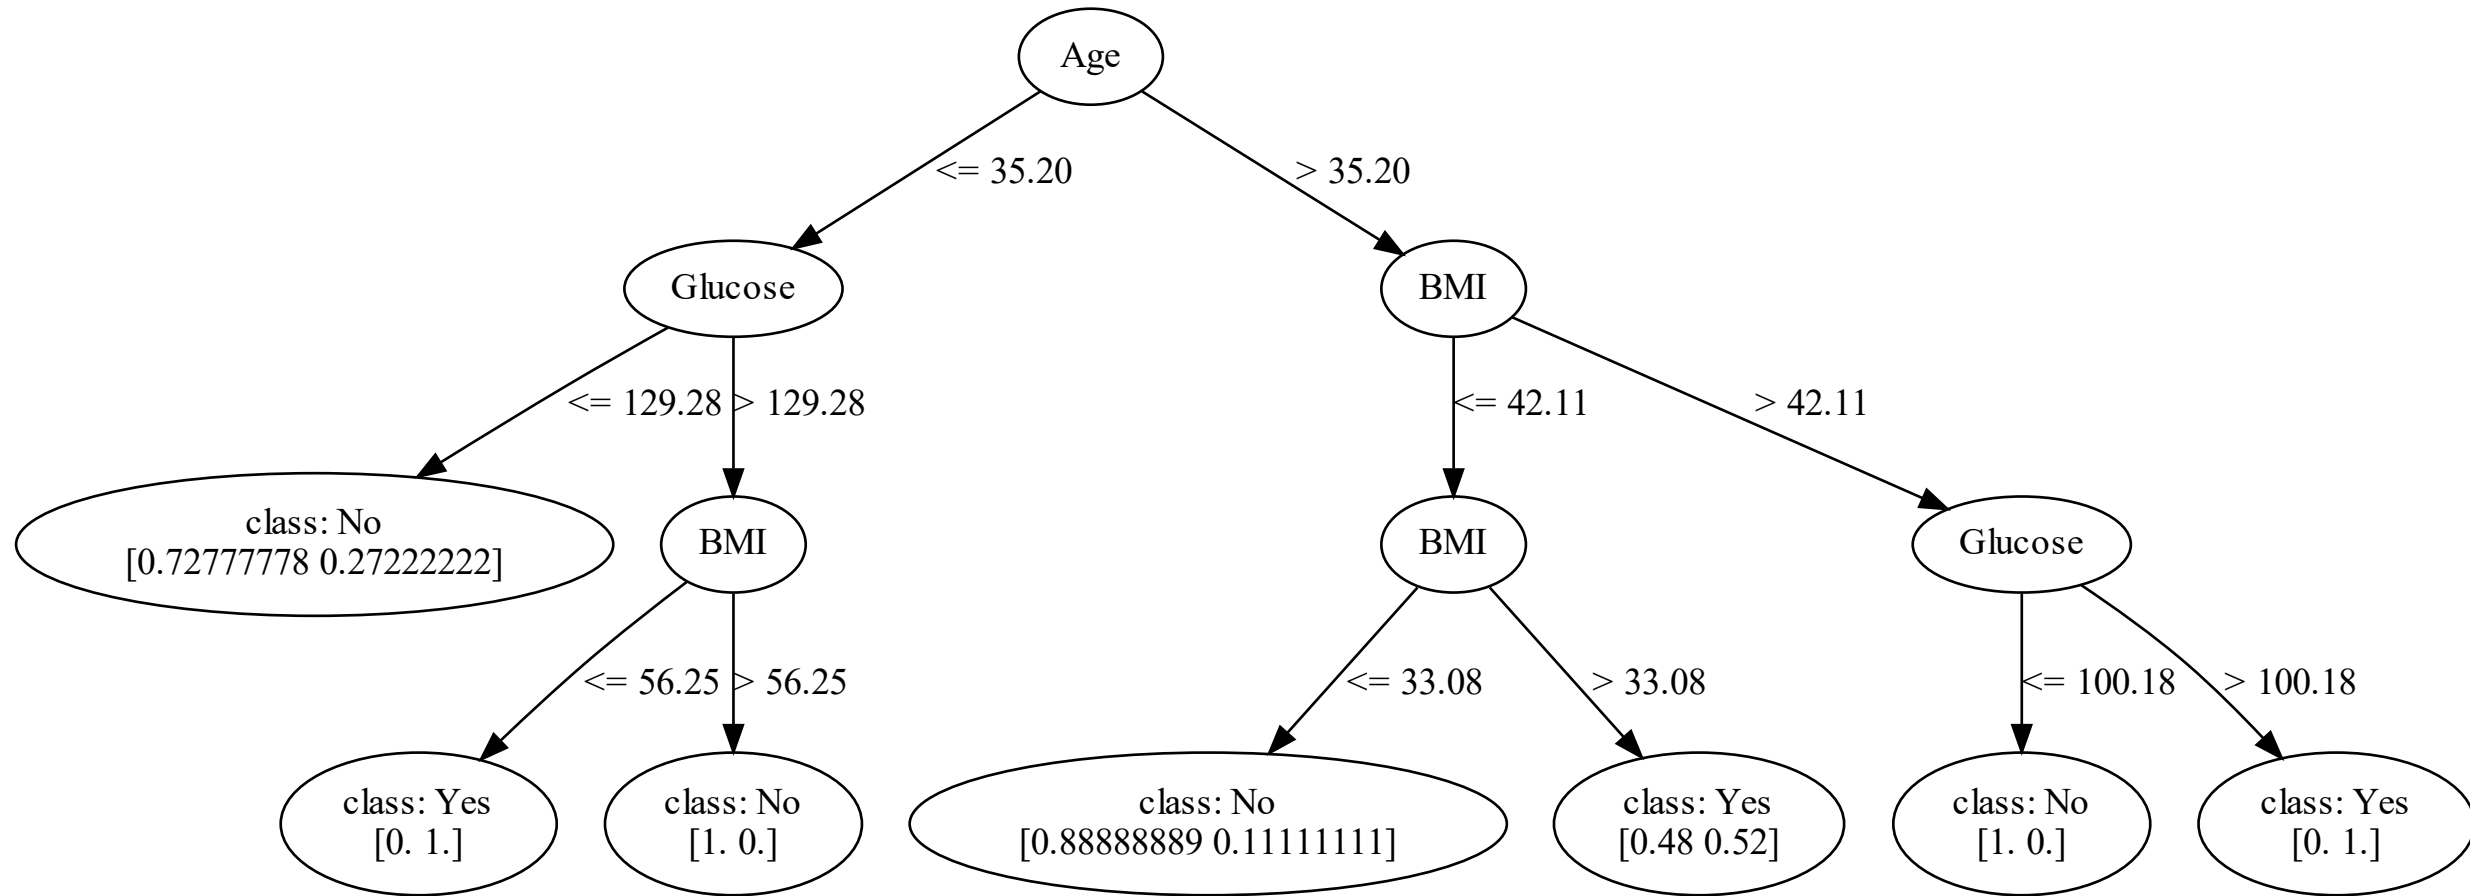 Age
<= 35.20
> 35.20
Glucose
BMI
<= 129.28
> 129.28
<= 42.11
> 42.11
class: No
[0.72777778 0.27222222]
BMI
BMI
Glucose
<= 56.25
> 56.25
<= 33.08
> 33.08
<= 100.18
> 100.18
class: Yes
[0. 1.]
class: No
[1. 0.]
class: No
[0.88888889 0.11111111]
class: Yes
[0.48 0.52]
class: No
[1. 0.]
class: Yes
[0. 1.]